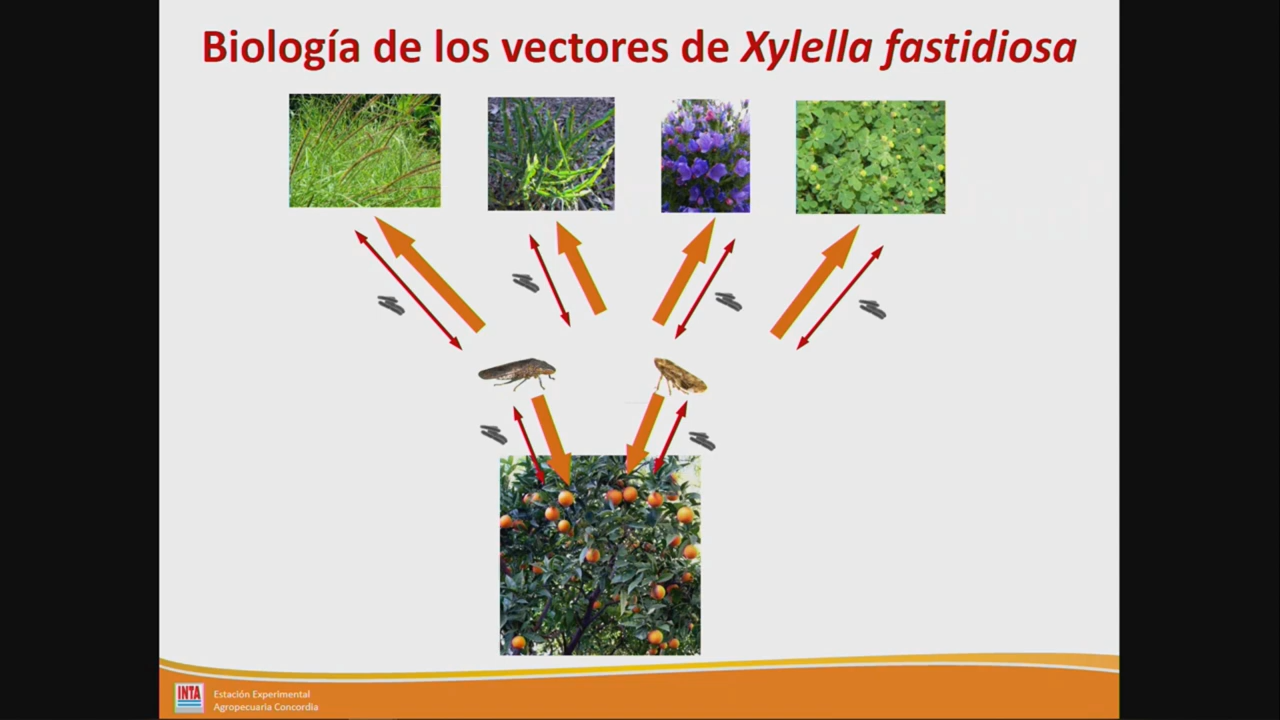 Biología de los vectores de Xylella fastidiosa
INTA
Estación Experimental
Agropecuaria Concordia